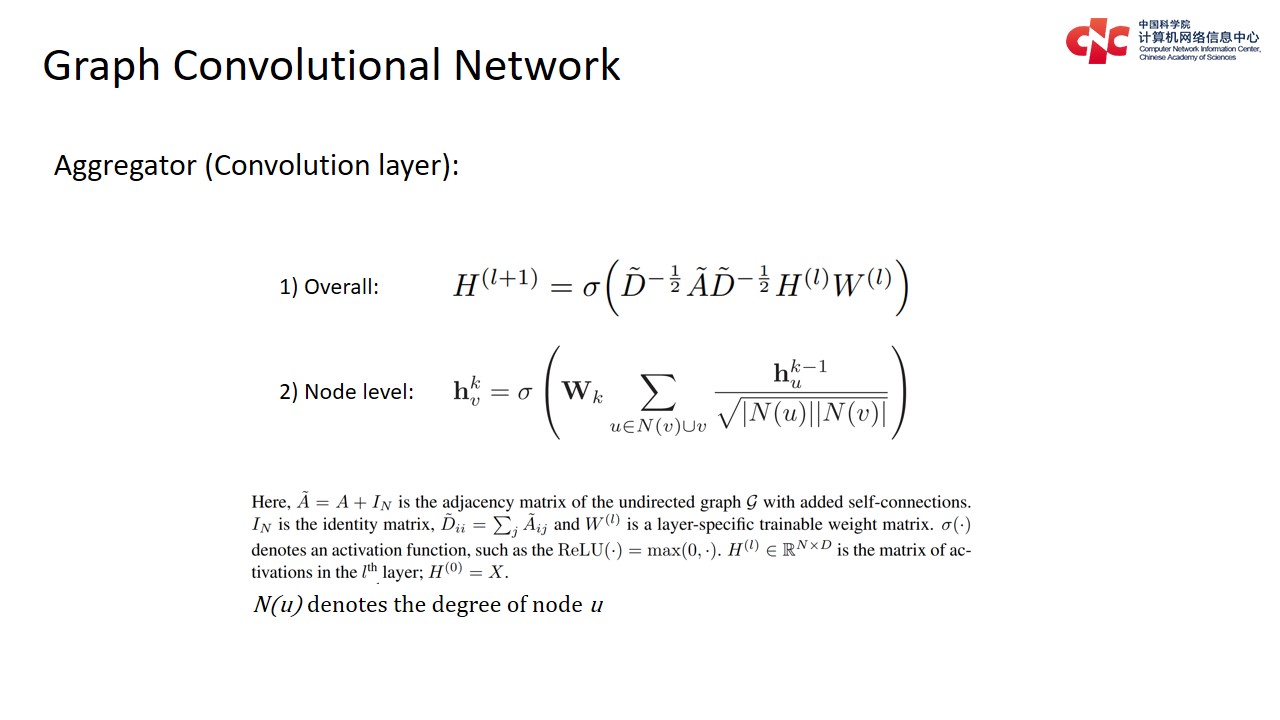 Graph Convolutional Network
中国科学院
计算机网络信息中心
Computer Network Information Center,
Chinese Academy of Sciences
Aggregator (Convolution layer):
1) Overall: $H^{(l+1)} = \sigma\left(\tilde{D}^{-\frac{1}{2}} \tilde{A} \tilde{D}^{-\frac{1}{2}} H^{(l)} W^{(l)}\right)$
2) Node level: $\mathbf{h}_v^k = \sigma\left(\mathbf{W}_k \sum_{u \in N(v) \cup v} \frac{\mathbf{h}_u^{k-1}}{\sqrt{|N(u)||N(v)|}}\right)$
Here, $\tilde{A} = A + I_N$ is the adjacency matrix of the undirected graph $\mathcal{G}$ with added self-connections.
$I_N$ is the identity matrix, $\tilde{D}_{ii} = \sum_j \tilde{A}_{ij}$ and $W^{(l)}$ is a layer-specific trainable weight matrix. $\sigma(\cdot)$
denotes an activation function, such as the $\mathrm{ReLU}(\cdot) = \max(0, \cdot)$. $H^{(l)} \in \mathbb{R}^{N \times D}$ is the matrix of ac-
tivations in the $l^{\text{th}}$ layer; $H^{(0)} = X$.
N(u) denotes the degree of node u